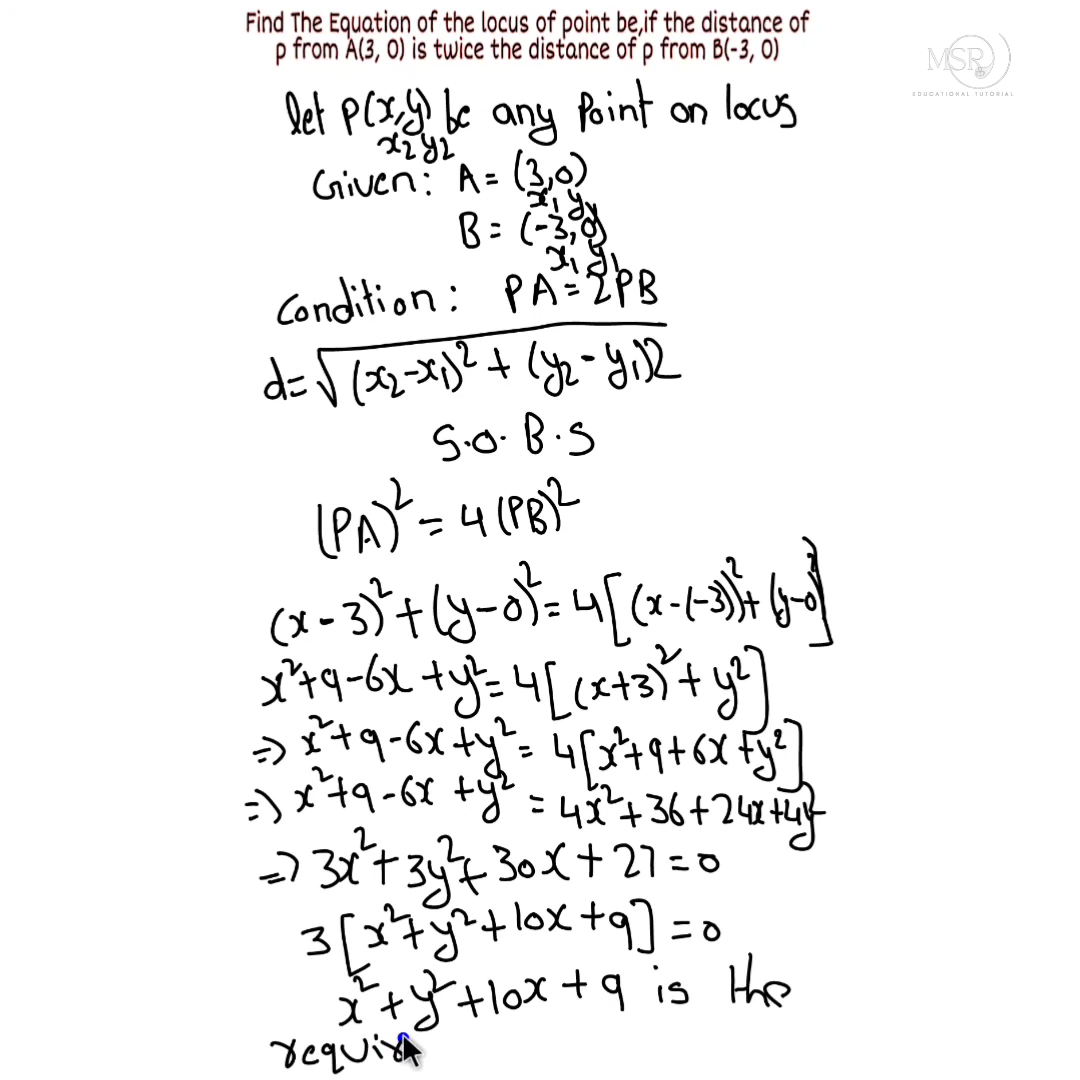 Find The Equation of the locus of point be,if the distance of
p from A(3, 0) is twice the distance of p from B(-3, 0)
MSR
EDUCATIONAL TUTORIAL
let P(x,y) be any Point on locus
x₂ y₂
Given: A = (3,0)
x₁ y₁
B = (-3,0)
x₁ y₁
Condition: PA = 2PB
d=√(x₂-x₁)² + (y₂-y₁)2
S.O.B.S
(PA)² = 4(PB)²
(x-3)²+(y-0)²=4[(x-(-3))²+(y-0)²]
x²+9-6x+y²=4[(x+3)²+y²]
=> x²+9-6x+y²=4[x²+9+6x+y²]
=> x²+9-6x+y² = 4x²+36+24x+4y²
=> 3x²+3y²+30x+27=0
3[x²+y²+10x+9]=0
x²+y²+10x+9 is the
requir